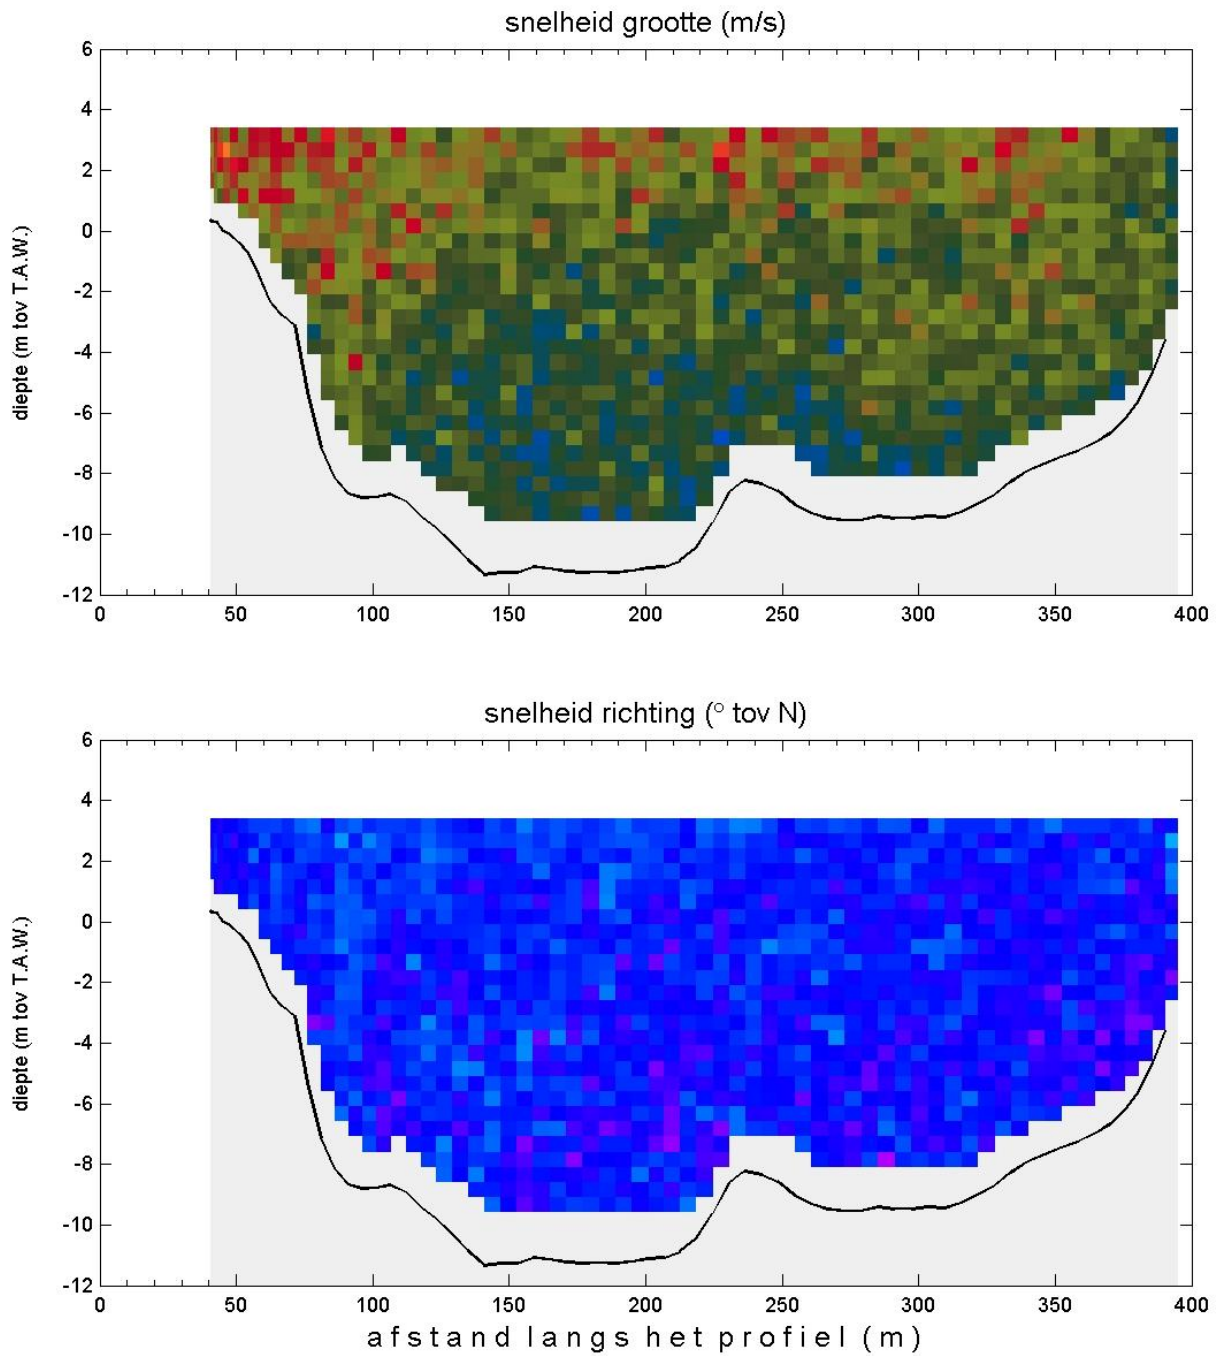 snelheid grootte (m/s)
6
4
2
0
-2
-4
-6
-8
-10
-12
diepte (m tov T.A.W.)
0 50 100 150 200 250 300 350 400
snelheid richting (° tov N)
6
4
2
0
-2
-4
-6
-8
-10
-12
diepte (m tov T.A.W.)
0 50 100 150 200 250 300 350 400
afstand langs het profiel (m)